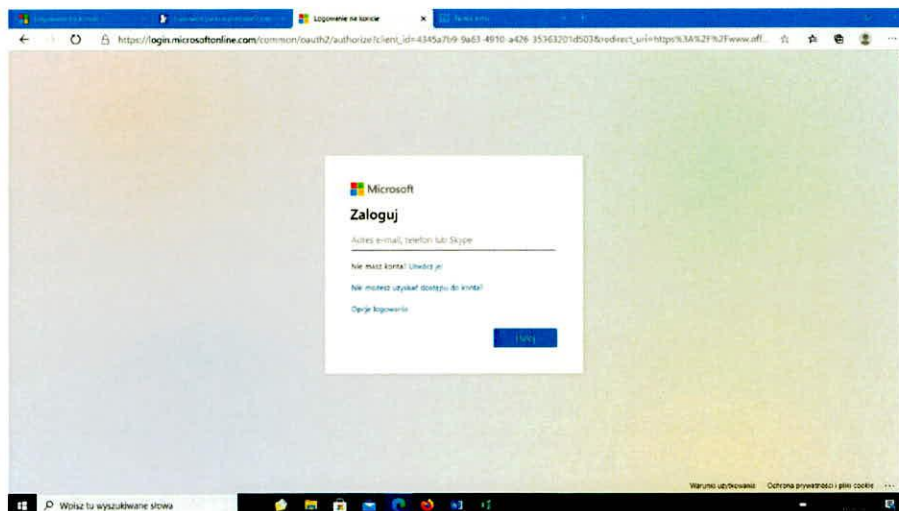 Logowanie na koncie
https://login.microsoftonline.com/common/oauth2/authorize?client_id=4345a7b9-9a63-4910-a426-35363201d503&redirect_uri=https%3A%2F%2Fwww.off...
Microsoft
Zaloguj
Adres e-mail, telefon lub Skype
Nie masz konta? Utwórz je!
Nie możesz uzyskać dostępu do konta?
Opcje logowania
Dalej
Warunki użytkowania Ochrona prywatności i pliki cookie ...
Wpisz tu wyszukiwane słowa